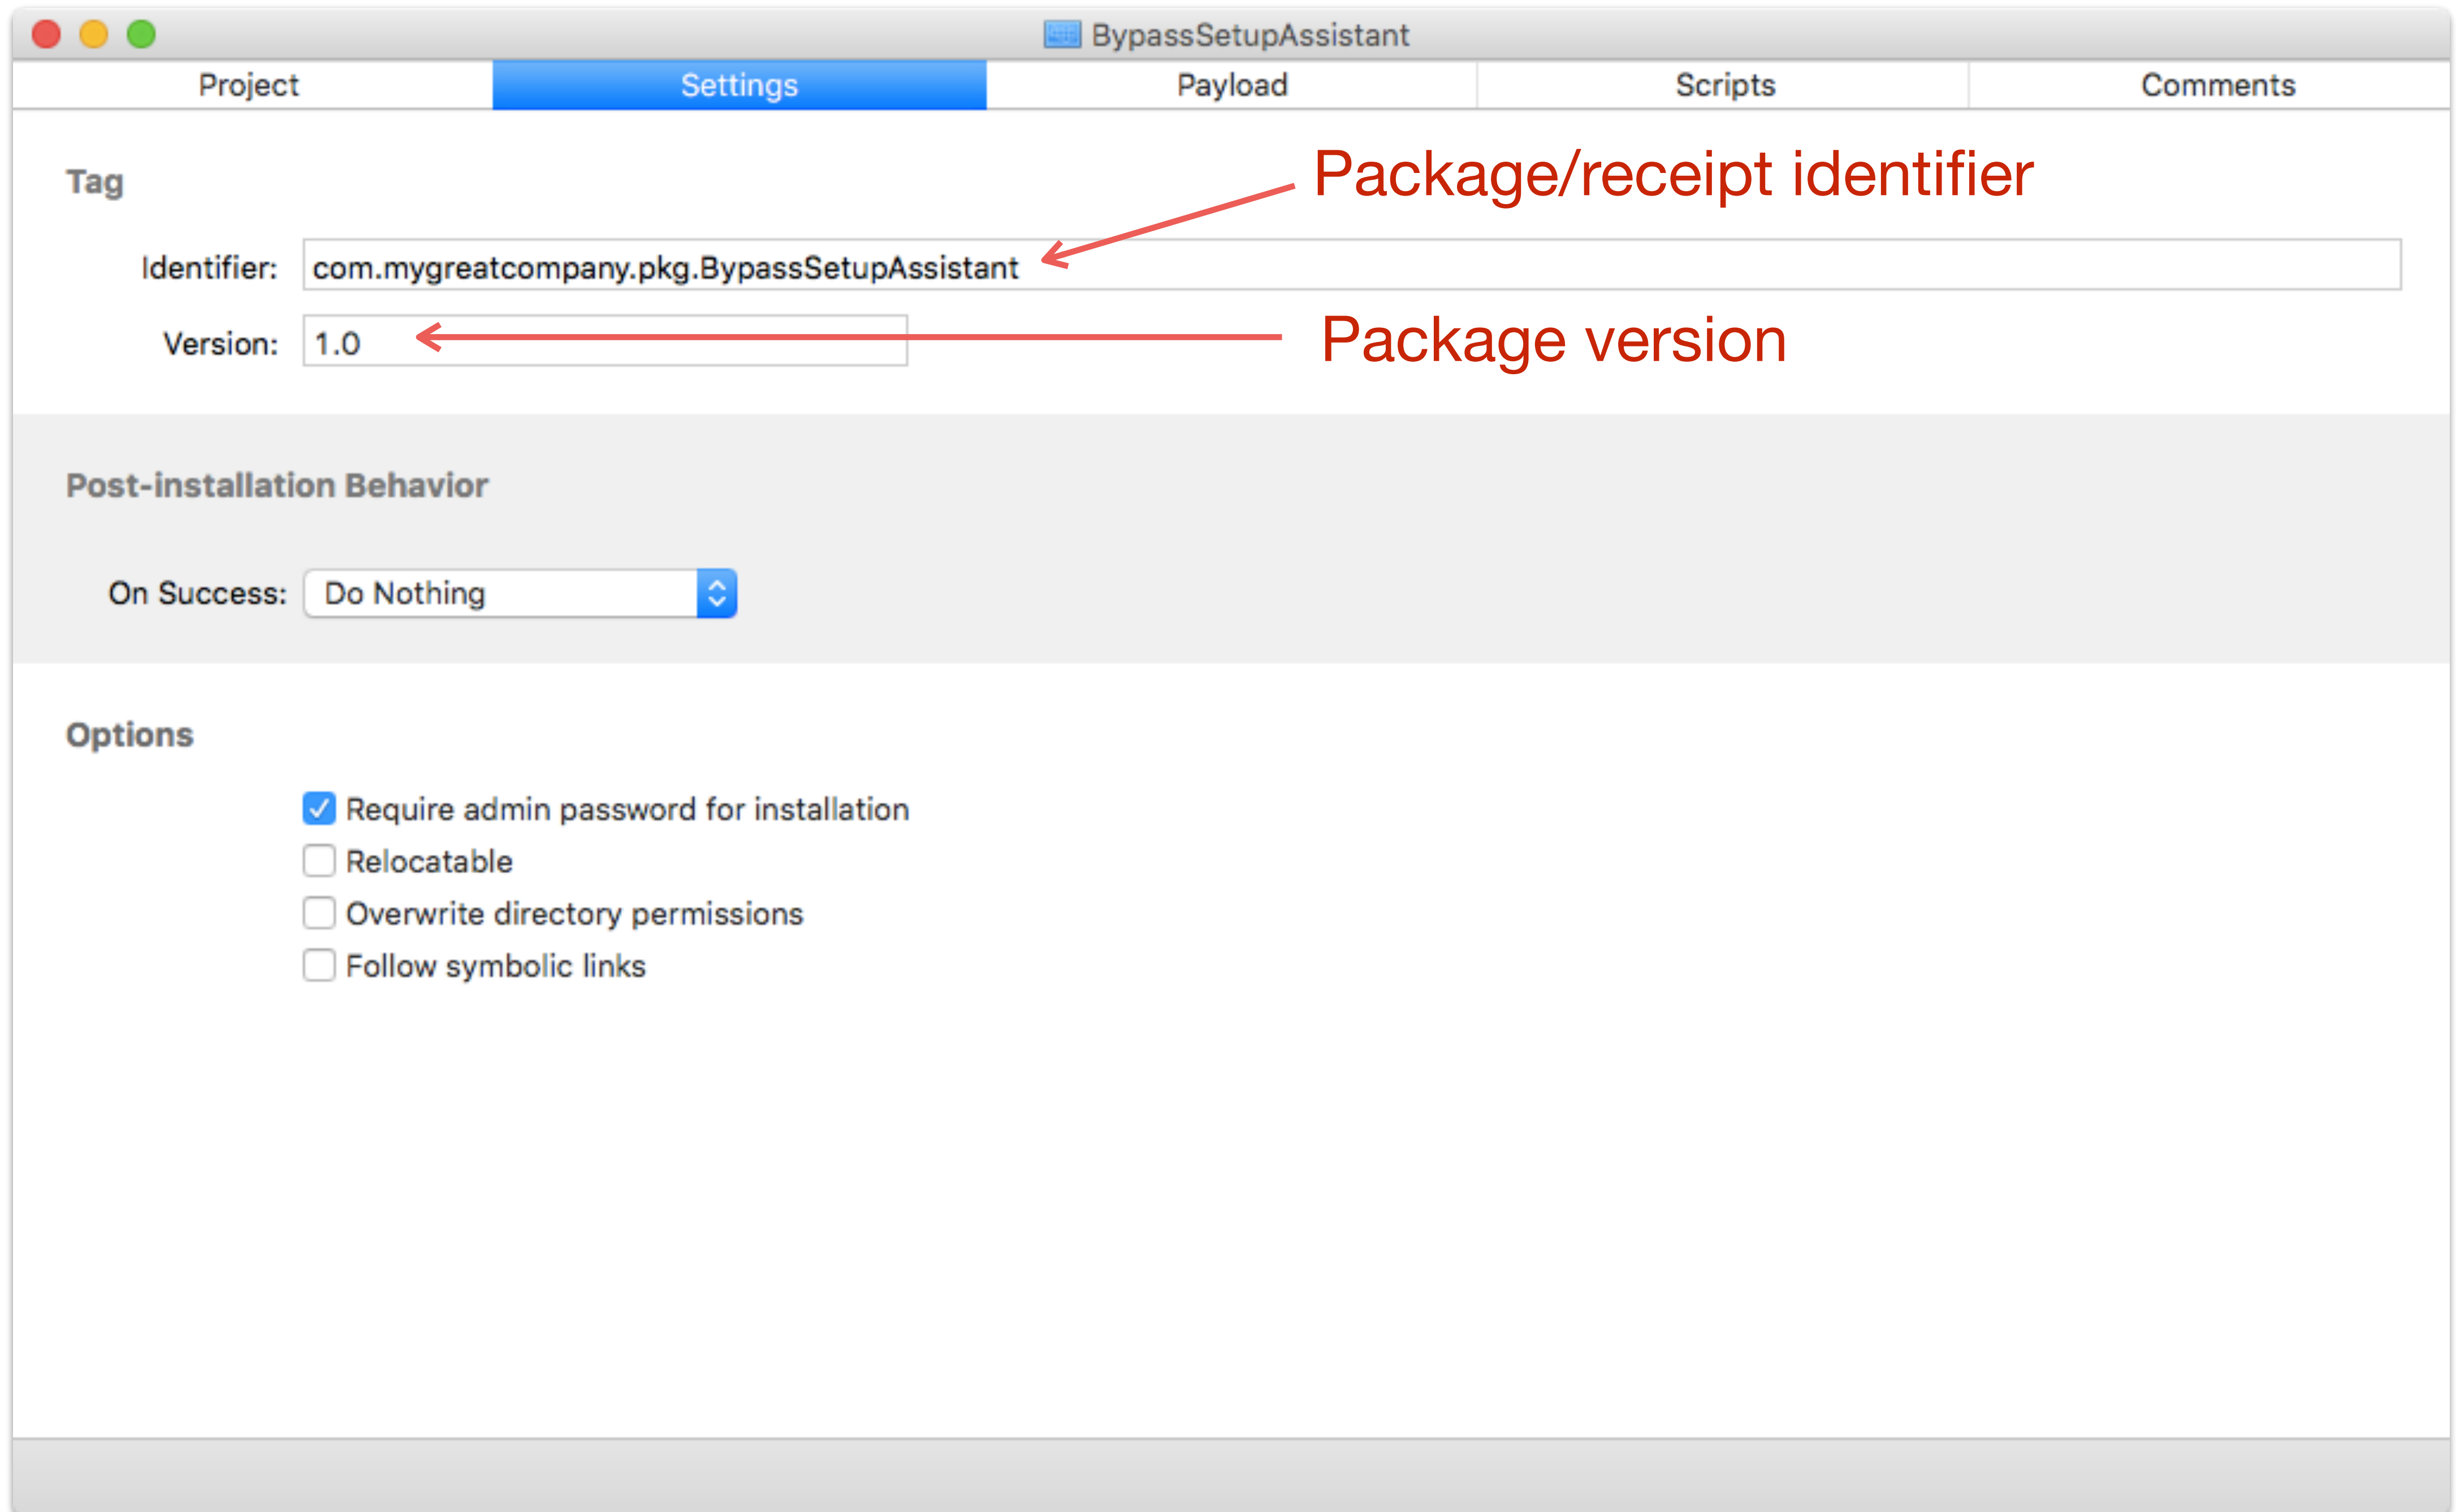 BypassSetupAssistant
Project Settings Payload Scripts Comments
Tag
Package/receipt identifier
Identifier: com.mygreatcompany.pkg.BypassSetupAssistant
Version: 1.0
Package version
Post-installation Behavior
On Success: Do Nothing
Options
Require admin password for installation
Relocatable
Overwrite directory permissions
Follow symbolic links